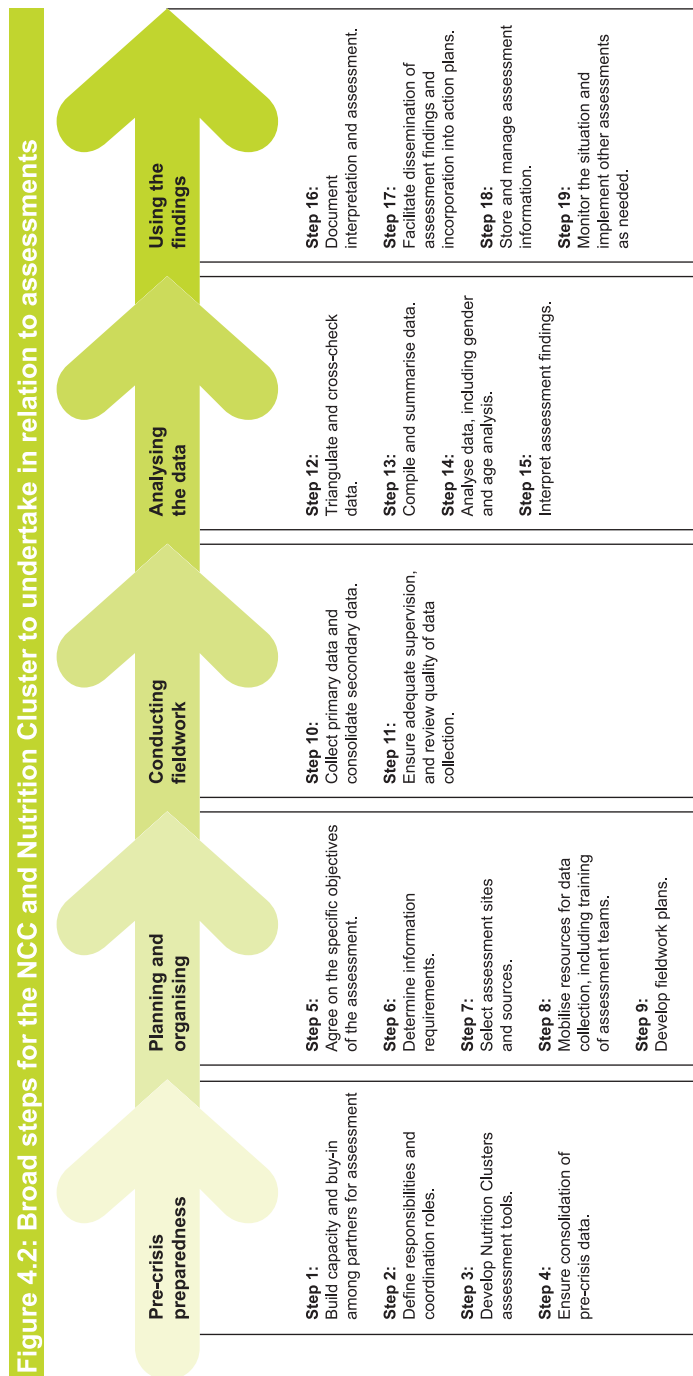 Figure 4.2: Broad steps for the NCC and Nutrition Cluster to undertake in relation to assessments
Pre-crisis
preparedness
Step 1:
Build capacity and buy-in
among partners for assessment
Step 2:
Define responsibilities and
coordination roles.
Step 3:
Develop Nutrition Clusters
assessment tools.
Step 4:
Ensure consolidation of
pre-crisis data.
Planning and
organising
Step 5:
Agree on the specific objectives
of the assessment.
Step 6:
Determine information
requirements.
Step 7:
Select assessment sites
and sources.
Step 8:
Mobilise resources for data
collection, including training
of assessment teams.
Step 9:
Develop fieldwork plans.
Conducting
fieldwork
Step 10:
Collect primary data and
consolidate secondary data.
Step 11:
Ensure adequate supervision,
and review quality of data
collection.
Analysing
the data
Step 12:
Triangulate and cross-check
data.
Step 13:
Compile and summarise data.
Step 14:
Analyse data, including gender
and age analysis.
Step 15:
Interpret assessment findings.
Using the
findings
Step 16:
Document
interpretation and assessment.
Step 17:
Facilitate dissemination of
assessment findings and
incorporation into action plans.
Step 18:
Store and manage assessment
information.
Step 19:
Monitor the situation and
implement other assessments
as needed.